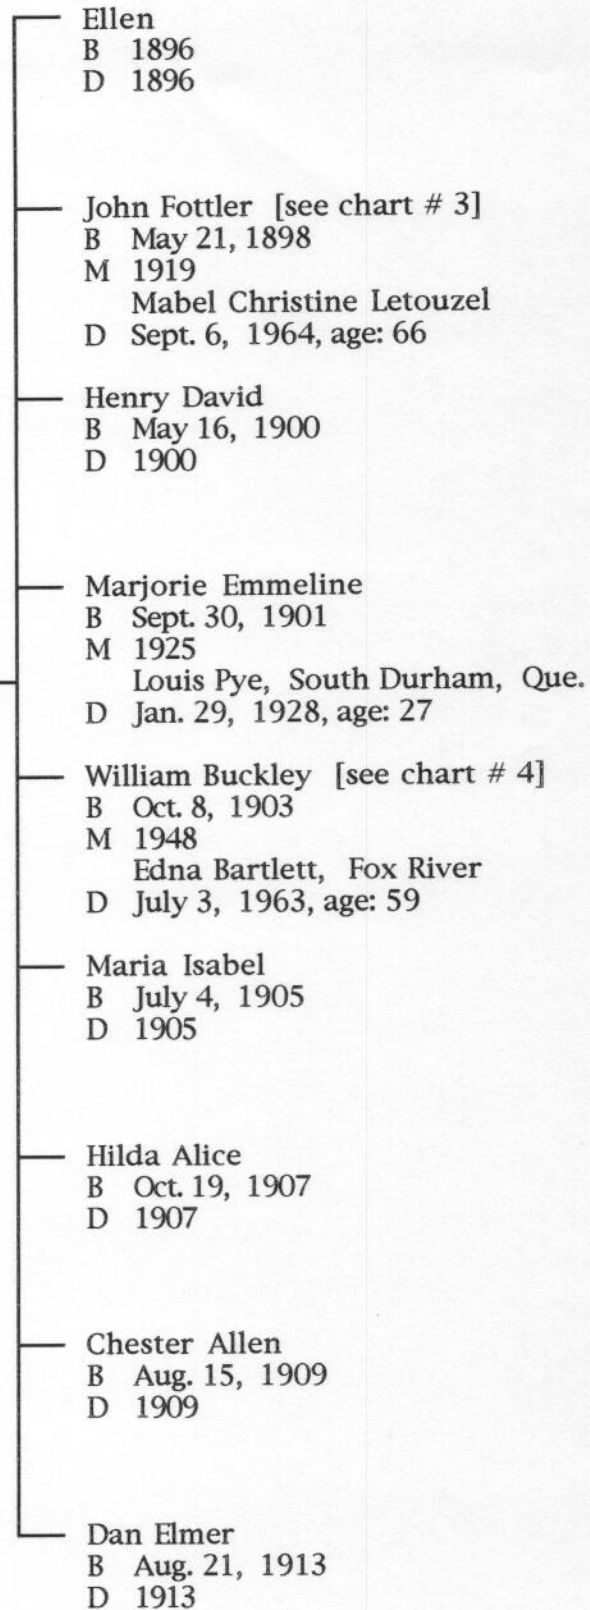 Ellen
B 1896
D 1896
John Fottler [see chart # 3]
B May 21, 1898
M 1919
Mabel Christine Letouzel
D Sept. 6, 1964, age: 66
Henry David
B May 16, 1900
D 1900
Marjorie Emmeline
B Sept. 30, 1901
M 1925
Louis Pye, South Durham, Que.
D Jan. 29, 1928, age: 27
William Buckley [see chart # 4]
B Oct. 8, 1903
M 1948
Edna Bartlett, Fox River
D July 3, 1963, age: 59
Maria Isabel
B July 4, 1905
D 1905
Hilda Alice
B Oct. 19, 1907
D 1907
Chester Allen
B Aug. 15, 1909
D 1909
Dan Elmer
B Aug. 21, 1913
D 1913